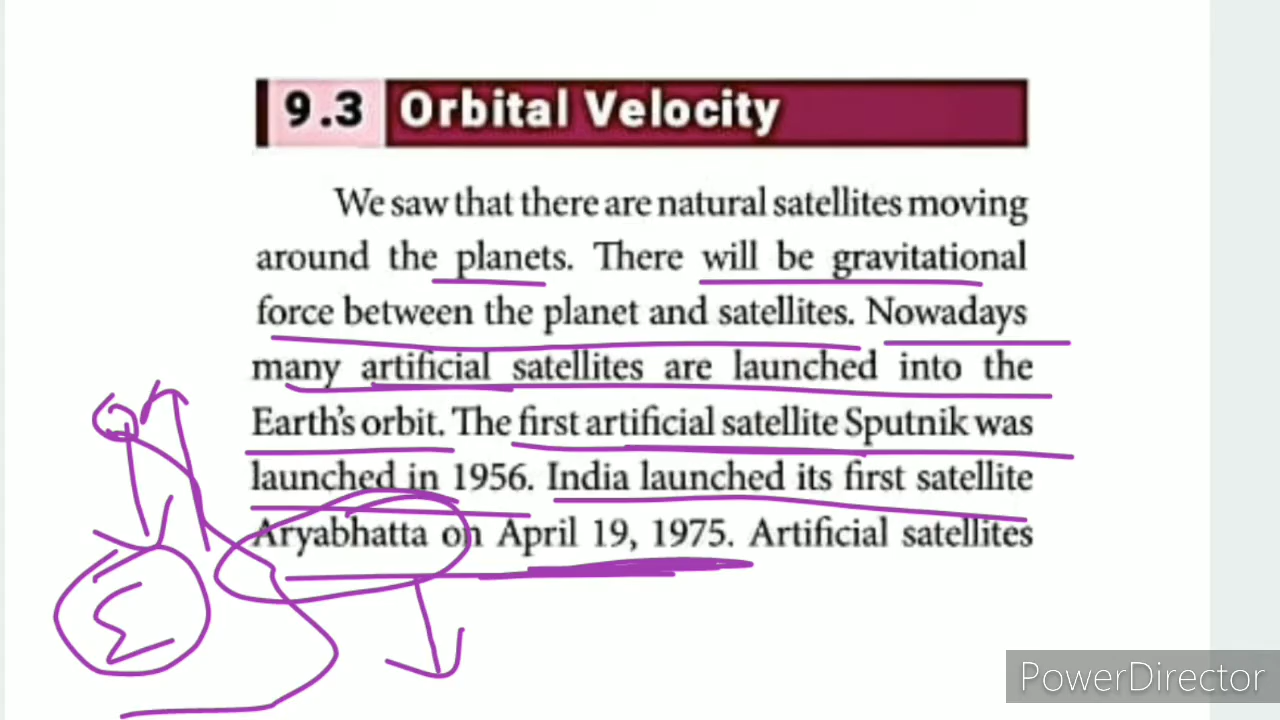 9.3 Orbital Velocity
We saw that there are natural satellites moving
around the planets. There will be gravitational
force between the planet and satellites. Nowadays
many artificial satellites are launched into the
Earth's orbit. The first artificial satellite Sputnik was
launched in 1956. India launched its first satellite
Aryabhatta on April 19, 1975. Artificial satellites
PowerDirector